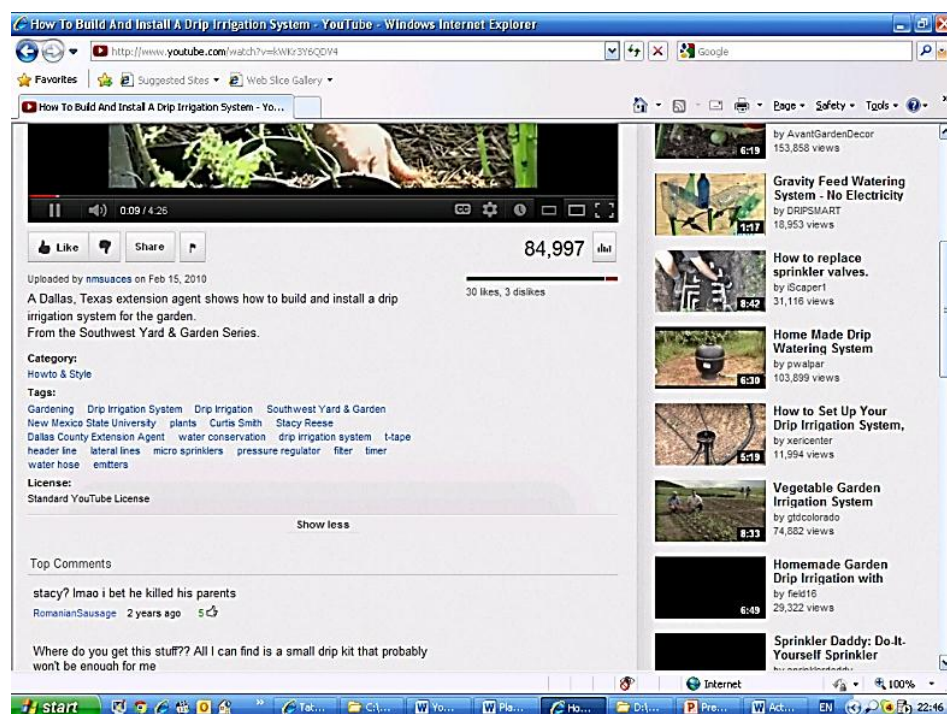 How To Build And Install A Drip Irrigation System - YouTube - Windows Internet Explorer
http://www.youtube.com/watch?v=kWKr3Y6QDV4
Google
Favorites
Suggested Sites
Web Slice Gallery
How To Build And Install A Drip Irrigation System - Yo...
Page
Safety
Tools
0:09 / 4:26
CC
Like
Share
84,997
Uploaded by nmsuaces on Feb 15, 2010
30 likes, 3 dislikes
A Dallas, Texas extension agent shows how to build and install a drip
irrigation system for the garden.
From the Southwest Yard & Garden Series.
Category:
Howto & Style
Tags:
Gardening Drip Irrigation System Drip Irrigation Southwest Yard & Garden
New Mexico State University plants Curtis Smith Stacy Reese
Dallas County Extension Agent water conservation drip irrigation system t-tape
header line lateral lines micro sprinklers pressure regulator filter timer
water hose emitters
License:
Standard YouTube License
Show less
Top Comments
stacy? lmao i bet he killed his parents
RomanianSausage 2 years ago 5
Where do you get this stuff?? All I can find is a small drip kit that probably
won't be enough for me
by AvantGardenDecor
153,858 views
6:19
Gravity Feed Watering
System - No Electricity
by DRIPSMART
18,953 views
1:17
How to replace
sprinkler valves.
by iScaper1
31,116 views
8:42
Home Made Drip
Watering System
by pwalpar
103,899 views
6:30
How to Set Up Your
Drip Irrigation System,
by xericenter
11,994 views
5:19
Vegetable Garden
Irrigation System
by gtdcolorado
74,882 views
8:33
Homemade Garden
Drip Irrigation with
by field16
29,322 views
6:49
Sprinkler Daddy: Do-It-
Yourself Sprinkler
by sprinklerdaddy
Internet
100%
start
Tat...
C:\...
Yo...
Pla...
Ho...
D:\...
Pre...
Act...
EN
22:46